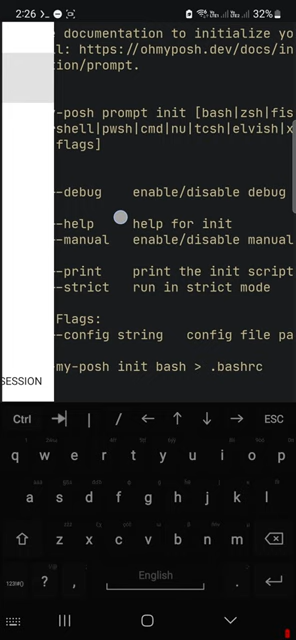 2:26 >_ 32%
documentation to initialize yo
l: https://ohmyposh.dev/docs/in
tion/prompt.
y-posh prompt init [bash|zsh|fis
shell|pwsh|cmd|nu|tcsh|elvish|x
flags]
--debug enable/disable debug
--help help for init
--manual enable/disable manual
--print print the init script
--strict run in strict mode
Flags:
--config string config file pa
SESSION
my-posh init bash > .bashrc
Ctrl | / ← ↑ ↓ → ESC
q w e r t y u i o p
a s d f g h j k l
z x c v b n m
? , English .